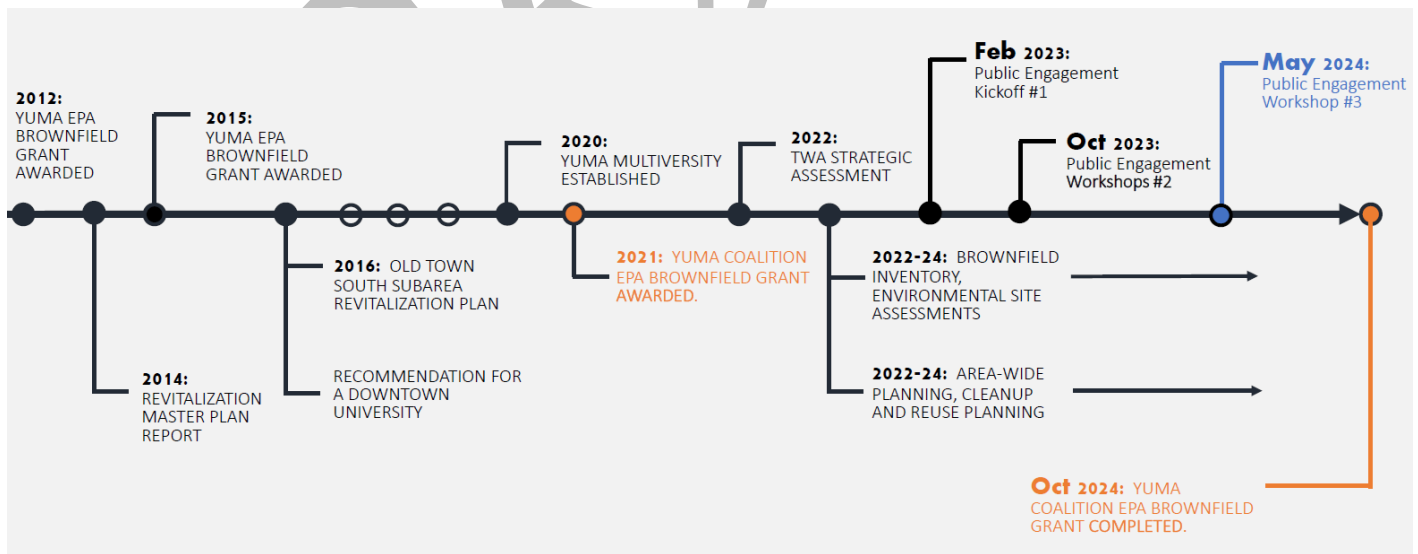 2012:
YUMA EPA
BROWNFIELD
GRANT
AWARDED
2014:
REVITALIZATION
MASTER PLAN
REPORT
2015:
YUMA EPA
BROWNFIELD
GRANT AWARDED
2016: OLD TOWN
SOUTH SUBAREA
REVITALIZATION PLAN
RECOMMENDATION FOR
A DOWNTOWN
UNIVERSITY
2020:
YUMA MULTIVERSITY
ESTABLISHED
2021: YUMA COALITION
EPA BROWNFIELD GRANT
AWARDED.
2022:
TWA STRATEGIC
ASSESSMENT
2022-24: BROWNFIELD
INVENTORY,
ENVIRONMENTAL SITE
ASSESSMENTS
2022-24: AREA-WIDE
PLANNING, CLEANUP
AND REUSE PLANNING
Feb 2023:
Public Engagement
Kickoff #1
Oct 2023:
Public Engagement
Workshops #2
May 2024:
Public Engagement
Workshop #3
Oct 2024: YUMA
COALITION EPA BROWNFIELD
GRANT COMPLETED.